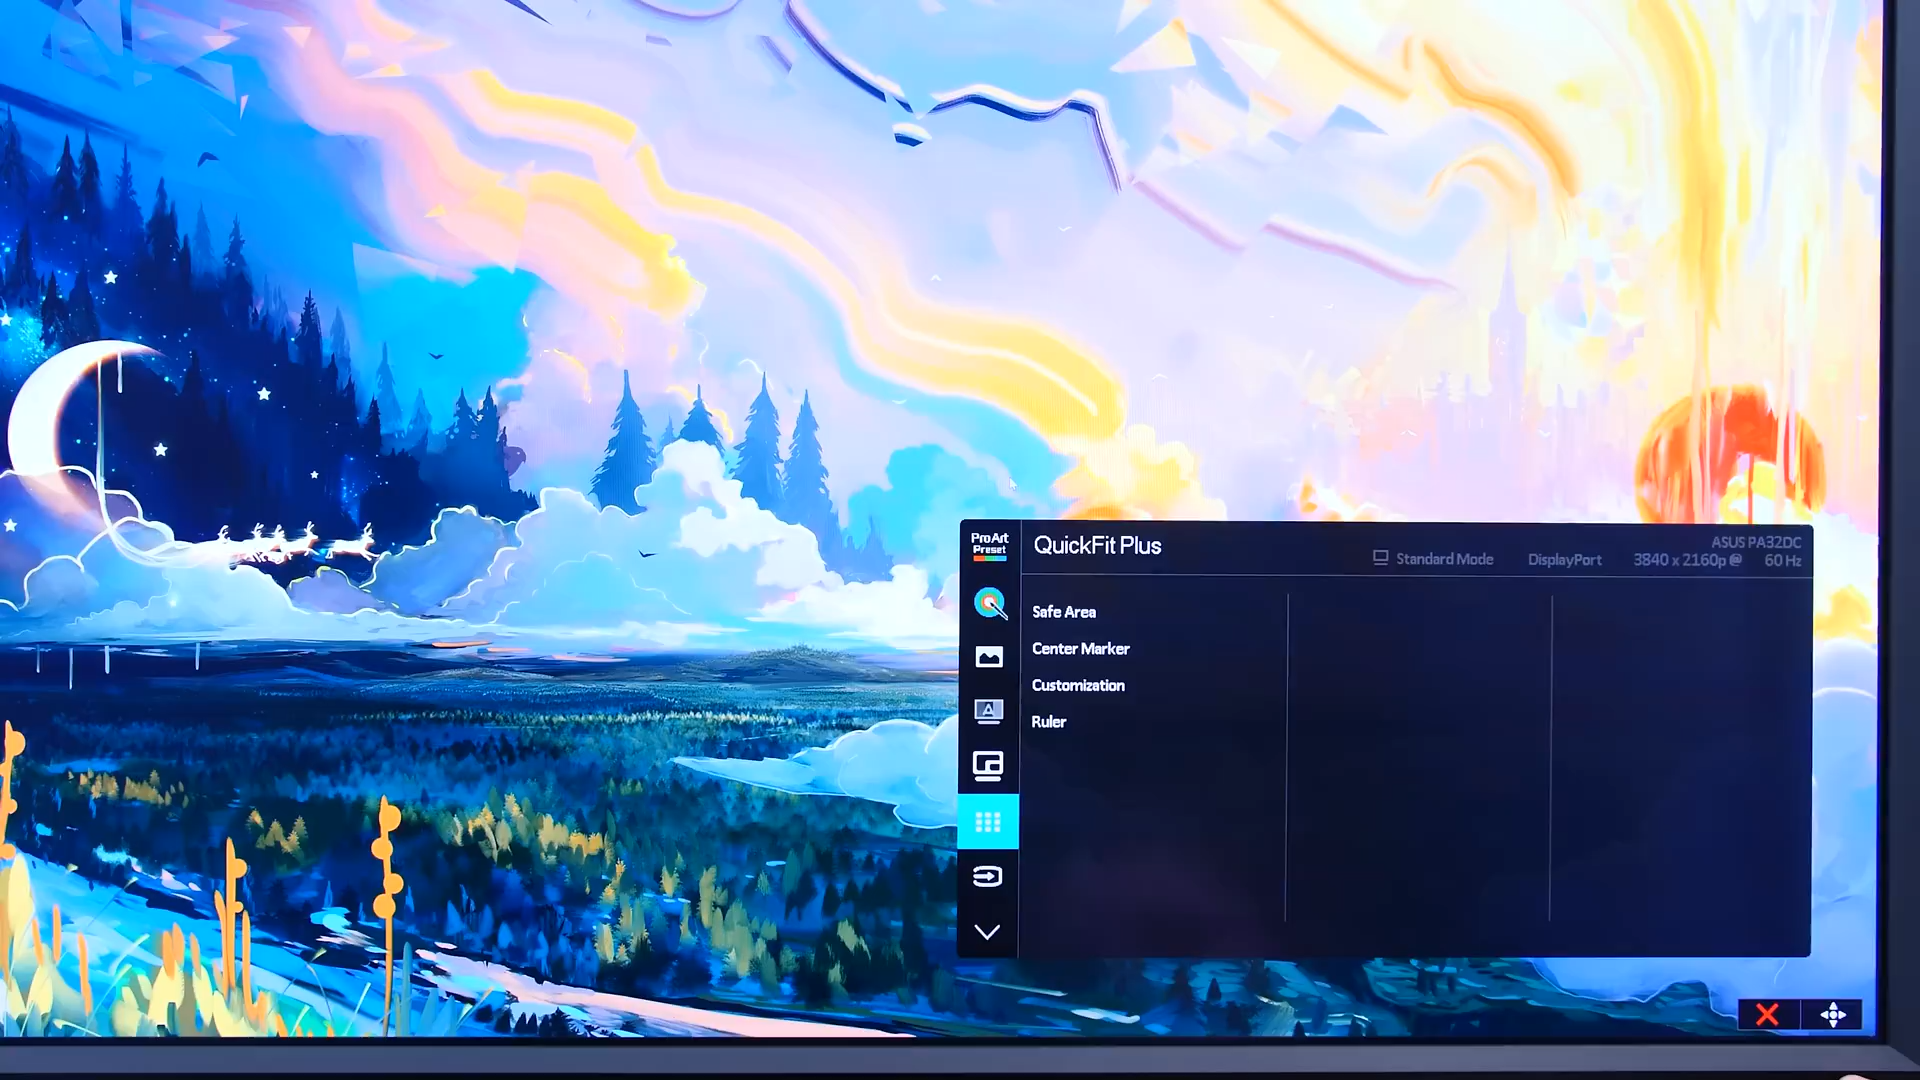 ProArt
Preset
QuickFit Plus
ASUS PA32DC
Standard Mode DisplayPort 3840 x 2160p @ 60 Hz
Safe Area
Center Marker
Customization
Ruler
A